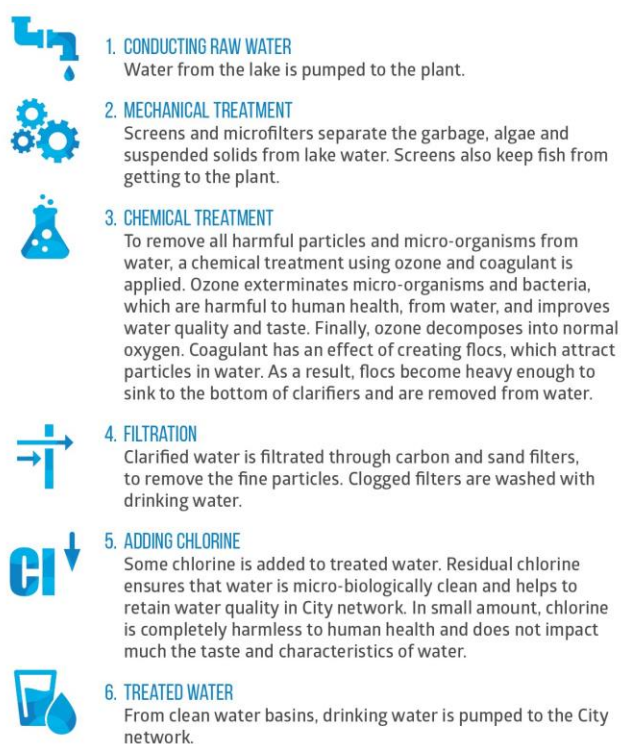 1. CONDUCTING RAW WATER
Water from the lake is pumped to the plant.
2. MECHANICAL TREATMENT
Screens and microfilters separate the garbage, algae and
suspended solids from lake water. Screens also keep fish from
getting to the plant.
3. CHEMICAL TREATMENT
To remove all harmful particles and micro-organisms from
water, a chemical treatment using ozone and coagulant is
applied. Ozone exterminates micro-organisms and bacteria,
which are harmful to human health, from water, and improves
water quality and taste. Finally, ozone decomposes into normal
oxygen. Coagulant has an effect of creating flocs, which attract
particles in water. As a result, flocs become heavy enough to
sink to the bottom of clarifiers and are removed from water.
4. FILTRATION
Clarified water is filtrated through carbon and sand filters,
to remove the fine particles. Clogged filters are washed with
drinking water.
Cl
5. ADDING CHLORINE
Some chlorine is added to treated water. Residual chlorine
ensures that water is micro-biologically clean and helps to
retain water quality in City network. In small amount, chlorine
is completely harmless to human health and does not impact
much the taste and characteristics of water.
6. TREATED WATER
From clean water basins, drinking water is pumped to the City
network.